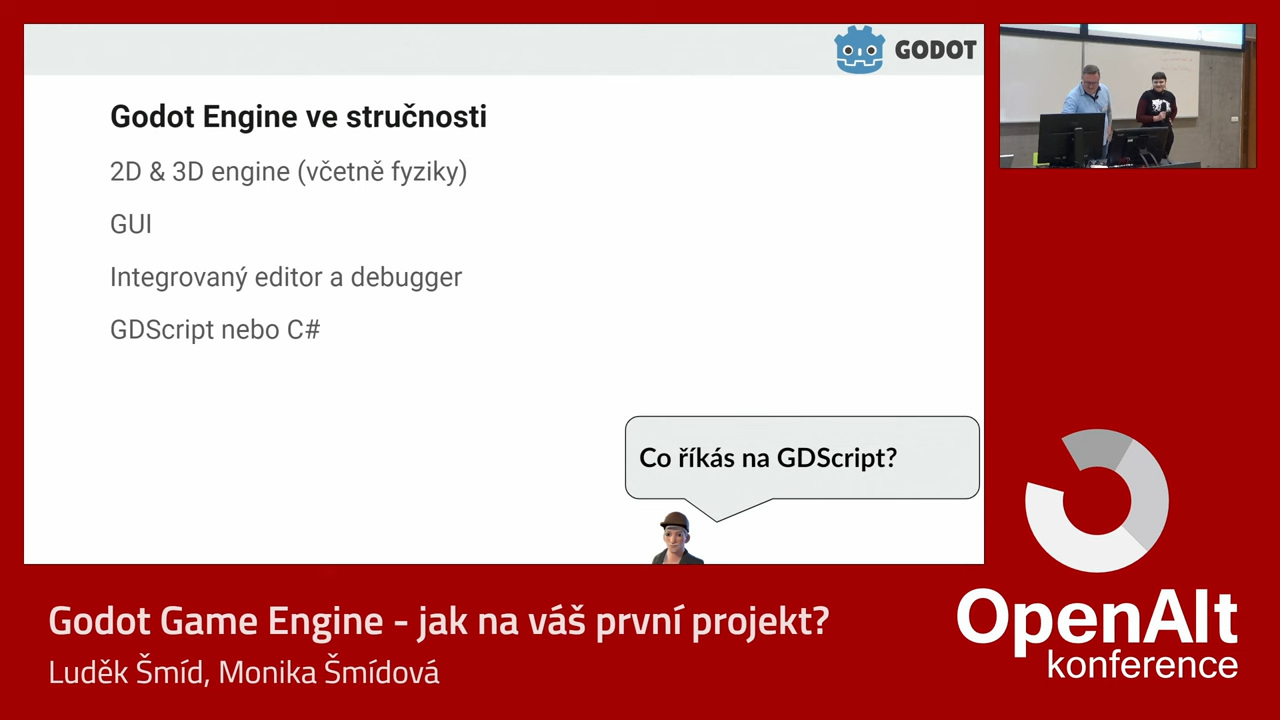 GODOT
Godot Engine ve stručnosti
2D & 3D engine (včetně fyziky)
GUI
Integrovaný editor a debugger
GDScript nebo C#
Co říkás na GDScript?
Godot Game Engine - jak na váš první projekt?
Luděk Šmíd, Monika Šmídová
OpenAlt
konference